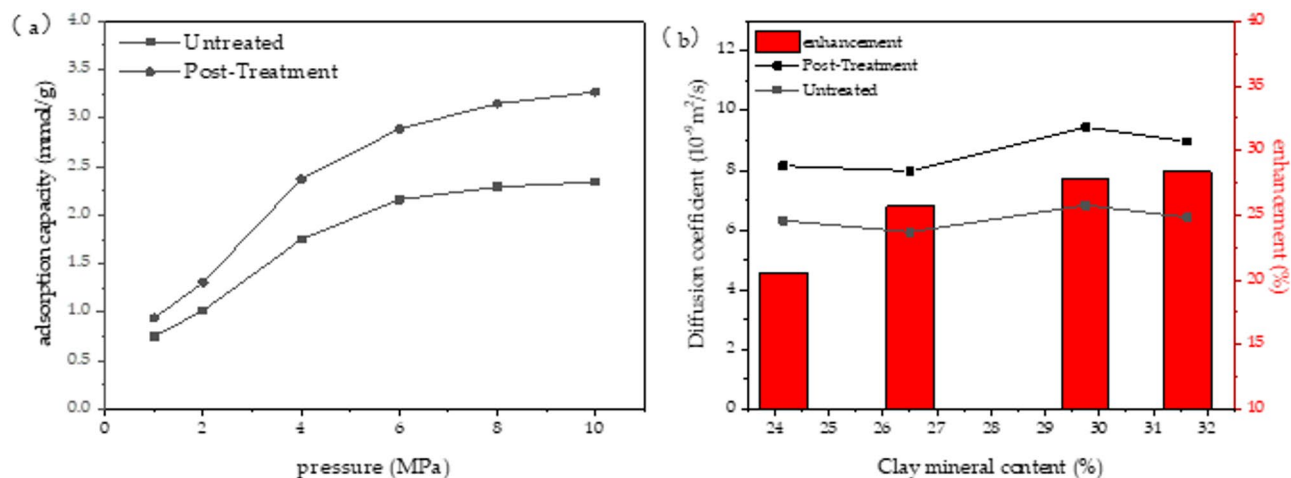 (a)
4.0
3.5
3.0
2.5
2.0
1.5
1.0
0.5
0.0
adsorption capacity (mmol/g)
Untreated
Post-Treatment
0 2 4 6 8 10
pressure (MPa)
(b)
12
10
8
6
4
2
0
Diffusion coefficient (10⁻⁹ m²/s)
enhancement
Post-Treatment
Untreated
40
35
30
25
20
15
10
enhancement (%)
24 25 26 27 28 29 30 31 32
Clay mineral content (%)